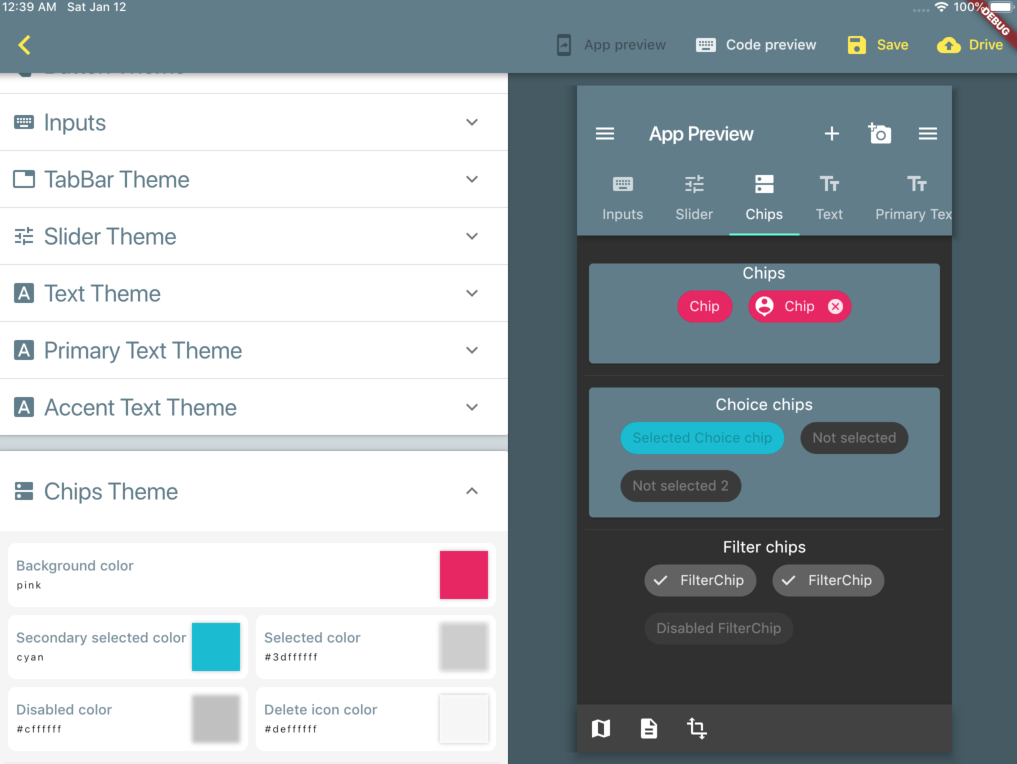 12:39 AM Sat Jan 12
100%
DEBUG
App preview
Code preview
Save
Drive
Button Theme
Inputs
TabBar Theme
Slider Theme
Text Theme
Primary Text Theme
Accent Text Theme
Chips Theme
Background color
pink
Secondary selected color
cyan
Selected color
#3dffffff
Disabled color
#cffffff
Delete icon color
#deffffff
App Preview
Inputs
Slider
Chips
Text
Primary Tex
Chips
Chip
Chip
Choice chips
Selected Choice chip
Not selected
Not selected 2
Filter chips
FilterChip
FilterChip
Disabled FilterChip